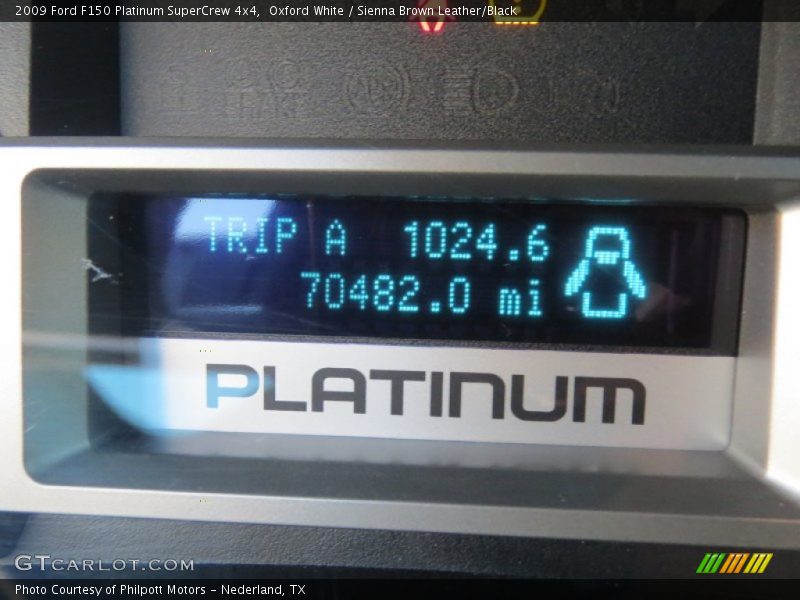 2009 Ford F150 Platinum SuperCrew 4x4,  Oxford White / Sienna Brown Leather/Black
TRIP A 1024.6
70482.0 mi
PLATINUM
GTCARLOT.COM
Photo Courtesy of Philpott Motors - Nederland, TX